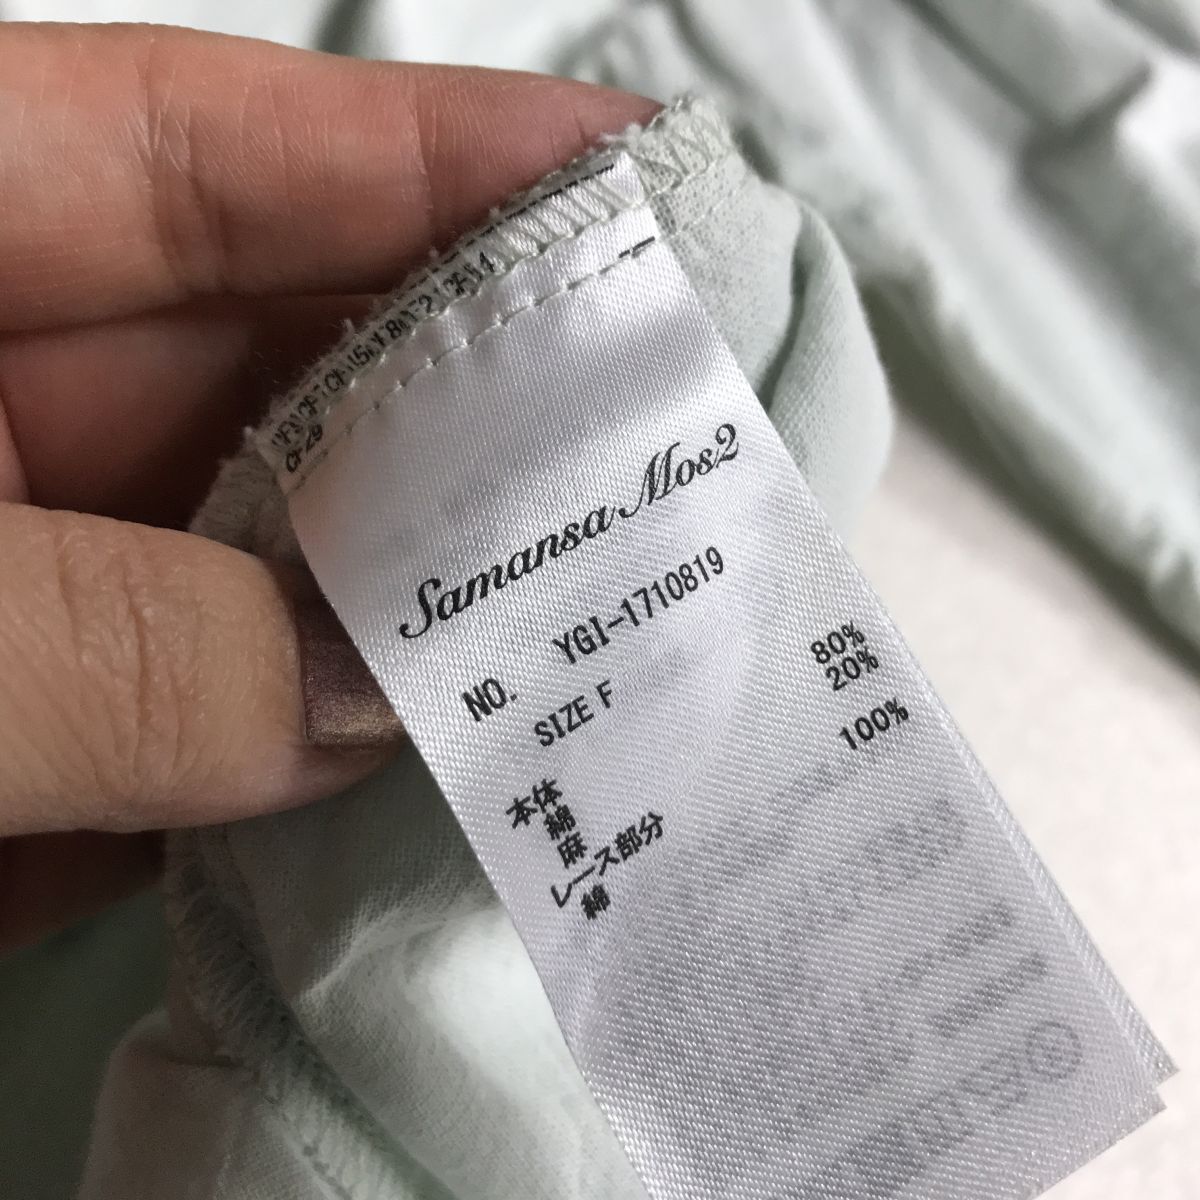 Samansa Mos2
NO. YGI-1710819
SIZE F
本体
綿 80%
麻 20%
レース部分
綿 100%